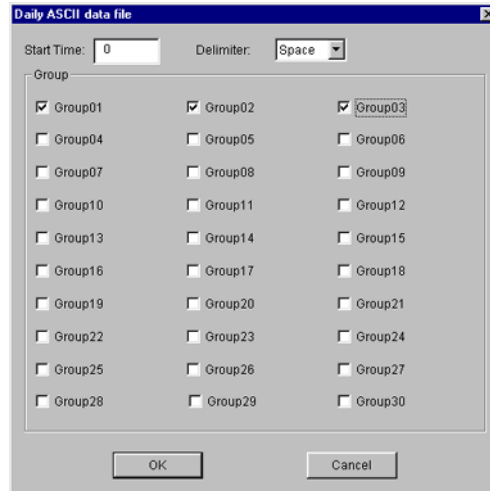 Daily ASCII data file
Start Time: 0 Delimiter: Space
Group
Group01 Group02 Group03
Group04 Group05 Group06
Group07 Group08 Group09
Group10 Group11 Group12
Group13 Group14 Group15
Group16 Group17 Group18
Group19 Group20 Group21
Group22 Group23 Group24
Group25 Group26 Group27
Group28 Group29 Group30
OK Cancel